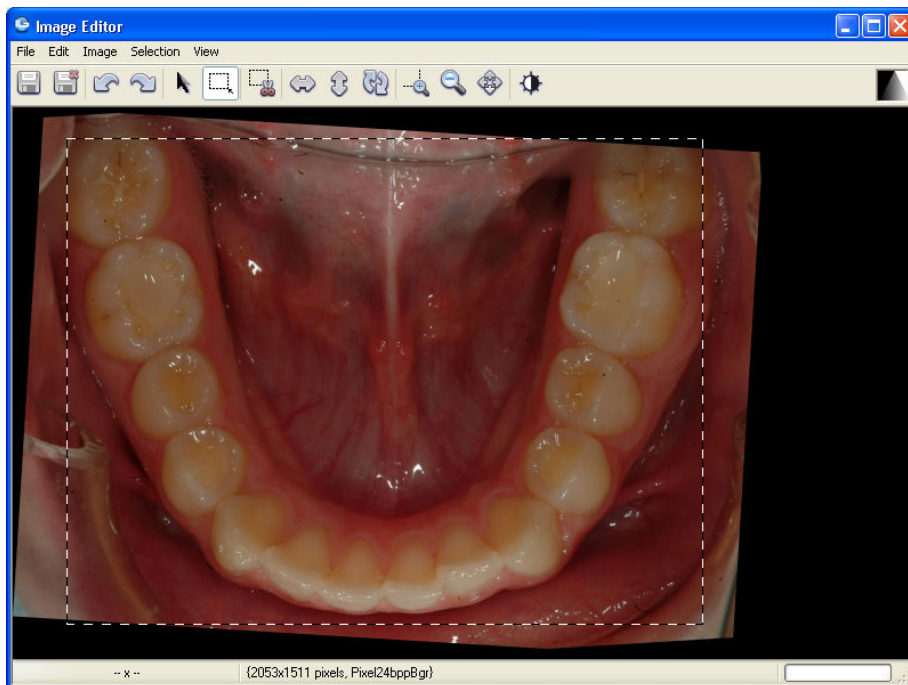 Image Editor
File Edit Image Selection View
-- x -- {2053x1511 pixels, Pixel24bppBgr}